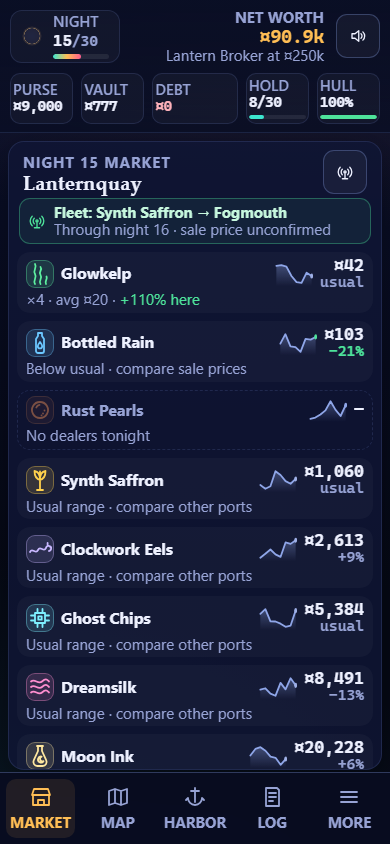 NIGHT
15/30
NET WORTH
¤90.9k
Lantern Broker at ¤250k
PURSE
¤9,000
VAULT
¤777
DEBT
¤0
HOLD
8/30
HULL
100%
NIGHT 15 MARKET
Lanternquay
Fleet: Synth Saffron → Fogmouth
Through night 16 · sale price unconfirmed
Glowkelp
¤42
usual
×4 · avg ¤20 · +110% here
Bottled Rain
¤103
−21%
Below usual · compare sale prices
Rust Pearls
—
No dealers tonight
Synth Saffron
¤1,060
usual
Usual range · compare other ports
Clockwork Eels
¤2,613
+9%
Usual range · compare other ports
Ghost Chips
¤5,384
usual
Usual range · compare other ports
Dreamsilk
¤8,491
−13%
Usual range · compare other ports
Moon Ink
¤20,228
+6%
MARKET
MAP
HARBOR
LOG
MORE